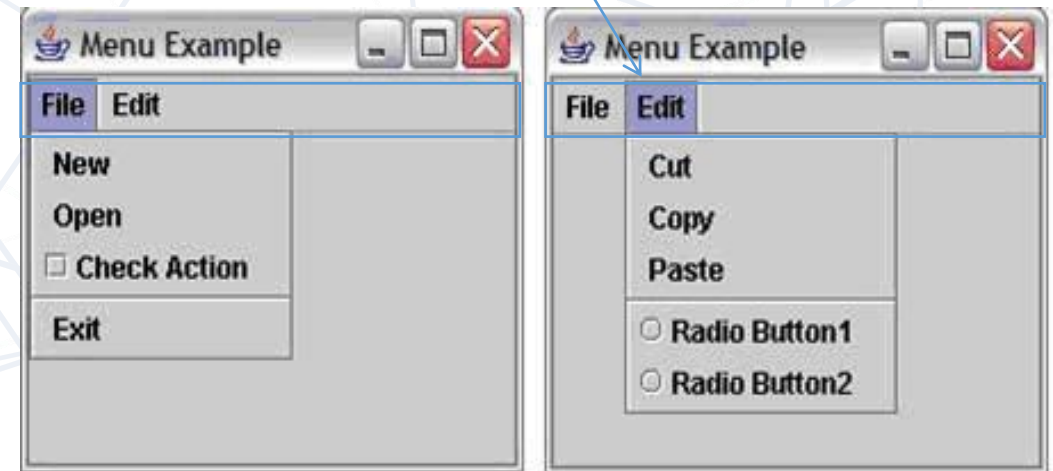 Menu Example
File Edit
New
Open
Check Action
Exit
Menu Example
File Edit
Cut
Copy
Paste
Radio Button1
Radio Button2